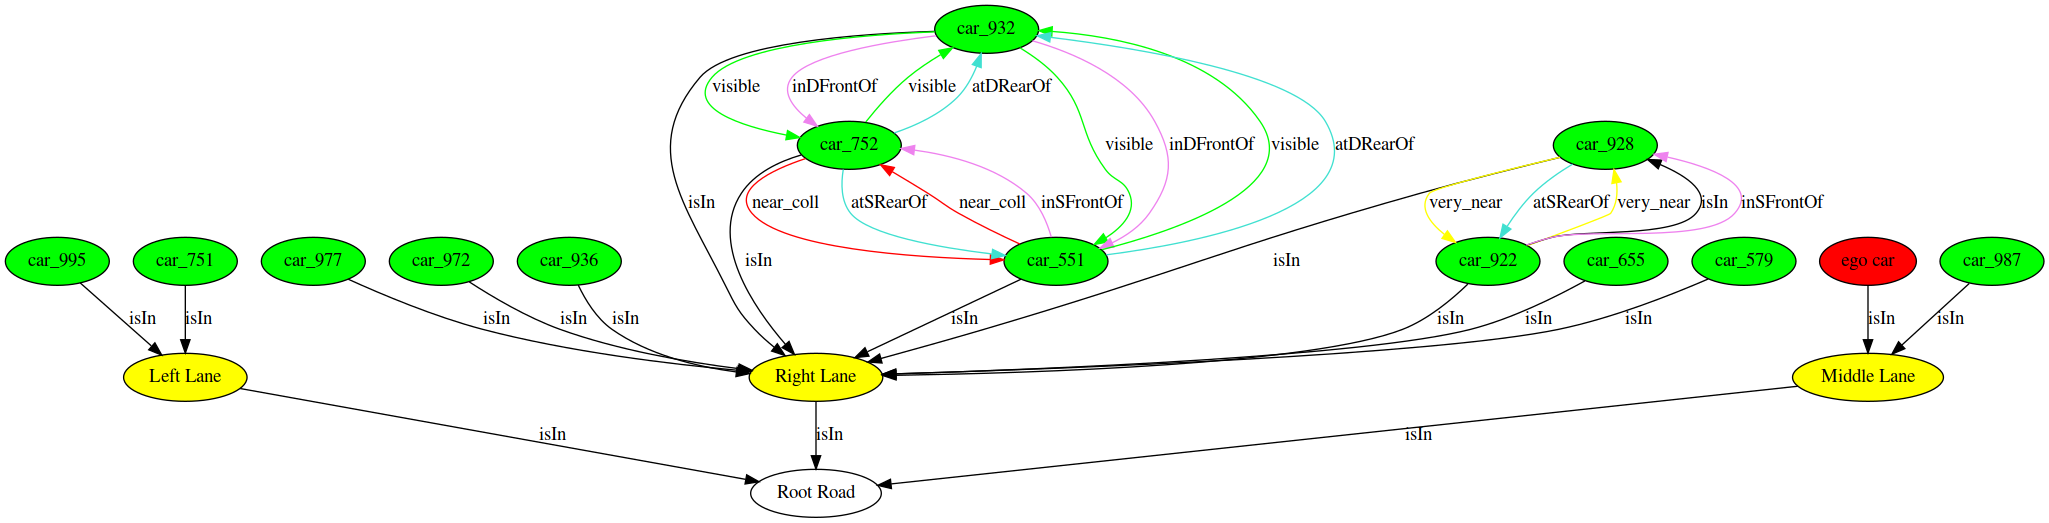 car_932
visible
inDFrontOf
visible
atDRearOf
car_752
visible
inDFrontOf
visible
atDRearOf
car_928
isIn
near_coll
atSRearOf
near_coll
inSFrontOf
very_near
atSRearOf
very_near
isIn
inSFrontOf
car_995
car_751
car_977
car_972
car_936
isIn
car_551
isIn
car_922
car_655
car_579
ego car
car_987
isIn
isIn
isIn
isIn
isIn
isIn
isIn
isIn
isIn
isIn
isIn
Left Lane
Right Lane
Middle Lane
isIn
isIn
isIn
Root Road